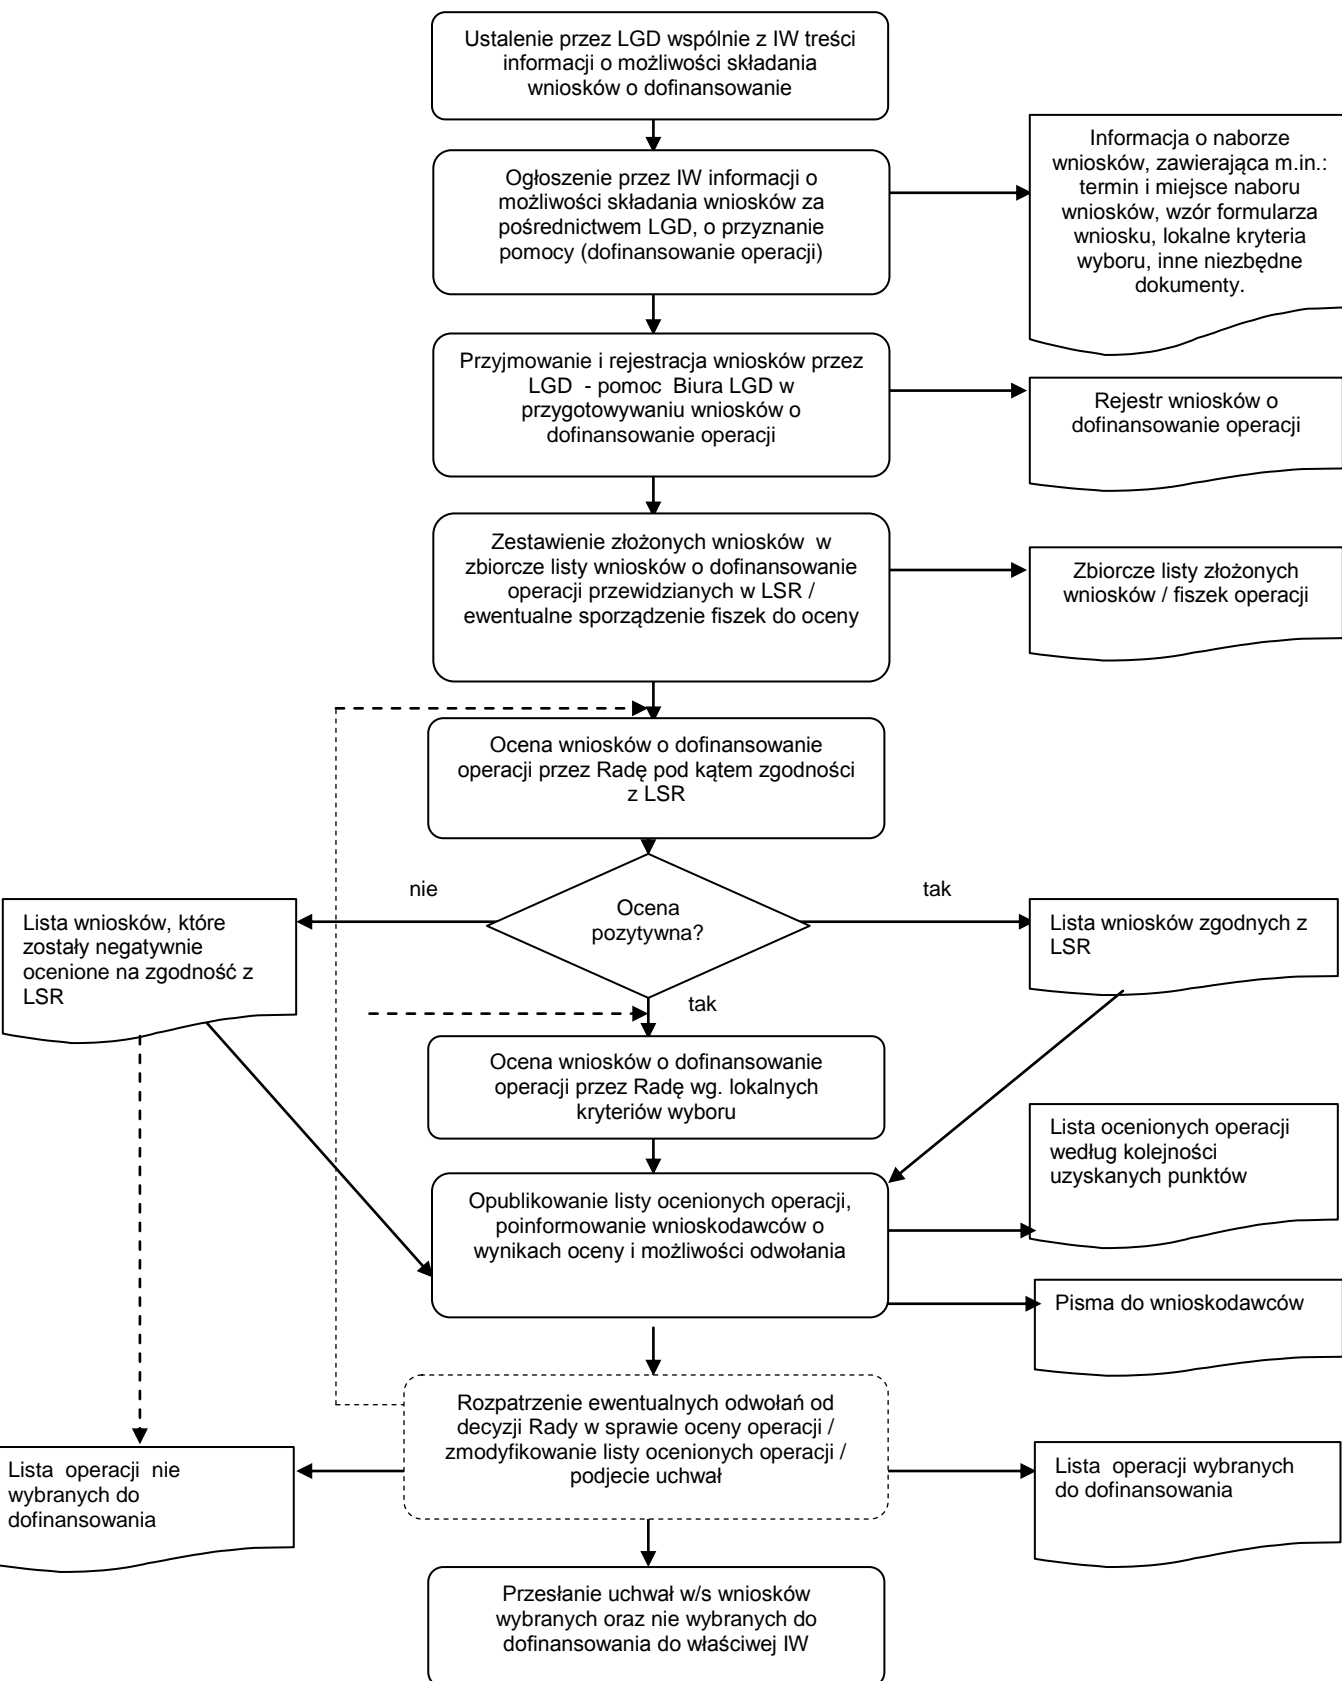 Ustalenie przez LGD wspólnie z IW treści
informacji o możliwości składania
wniosków o dofinansowanie
Ogłoszenie przez IW informacji o
możliwości składania wniosków za
pośrednictwem LGD, o przyznanie
pomocy (dofinansowanie operacji)
Informacja o naborze
wniosków, zawierająca m.in.:
termin i miejsce naboru
wniosków, wzór formularza
wniosku, lokalne kryteria
wyboru, inne niezbędne
dokumenty.
Przyjmowanie i rejestracja wniosków przez
LGD - pomoc Biura LGD w
przygotowywaniu wniosków o
dofinansowanie operacji
Rejestr wniosków o
dofinansowanie operacji
Zestawienie złożonych wniosków w
zbiorcze listy wniosków o dofinansowanie
operacji przewidzianych w LSR /
ewentualne sporządzenie fiszek do oceny
Zbiorcze listy złożonych
wniosków / fiszek operacji
Ocena wniosków o dofinansowanie
operacji przez Radę pod kątem zgodności
z LSR
nie
tak
Ocena
pozytywna?
Lista wniosków, które
zostały negatywnie
ocenione na zgodność z
LSR
Lista wniosków zgodnych z
LSR
tak
Ocena wniosków o dofinansowanie
operacji przez Radę wg. lokalnych
kryteriów wyboru
Lista ocenionych operacji
według kolejności
uzyskanych punktów
Opublikowanie listy ocenionych operacji,
poinformowanie wnioskodawców o
wynikach oceny i możliwości odwołania
Pisma do wnioskodawców
Rozpatrzenie ewentualnych odwołań od
decyzji Rady w sprawie oceny operacji /
zmodyfikowanie listy ocenionych operacji /
podjecie uchwał
Lista operacji nie
wybranych do
dofinansowania
Lista operacji wybranych
do dofinansowania
Przesłanie uchwał w/s wniosków
wybranych oraz nie wybranych do
dofinansowania do właściwej IW